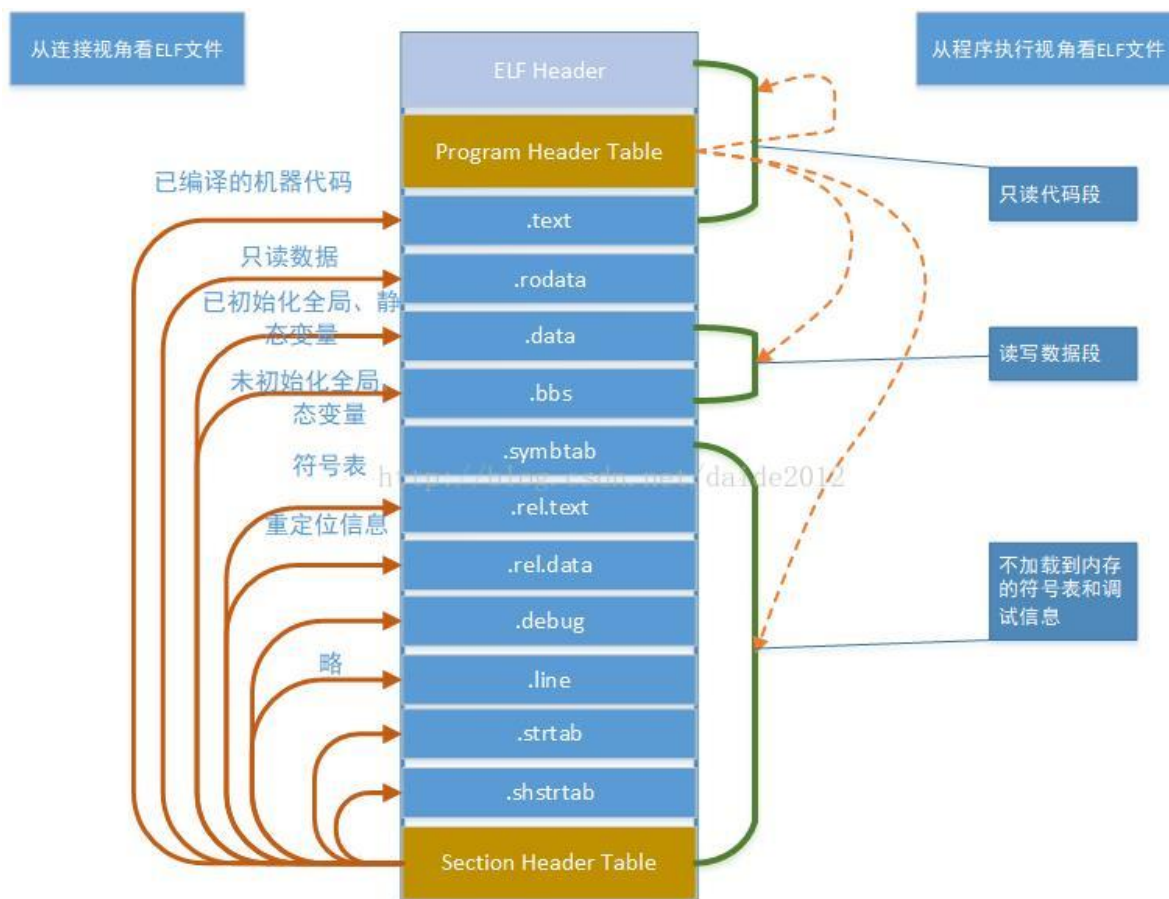 从连接视角看ELF文件
从程序执行视角看ELF文件
ELF Header
Program Header Table
已编译的机器代码
.text
只读代码段
只读数据
.rodata
已初始化全局、静
态变量
.data
读写数据段
未初始化全局
态变量
.bbs
符号表
.symbtab
http://blog.csdn.net/daide2012
重定位信息
.rel.text
.rel.data
不加载到内存
的符号表和调
试信息
.debug
略
.line
.strtab
.shstrtab
Section Header Table